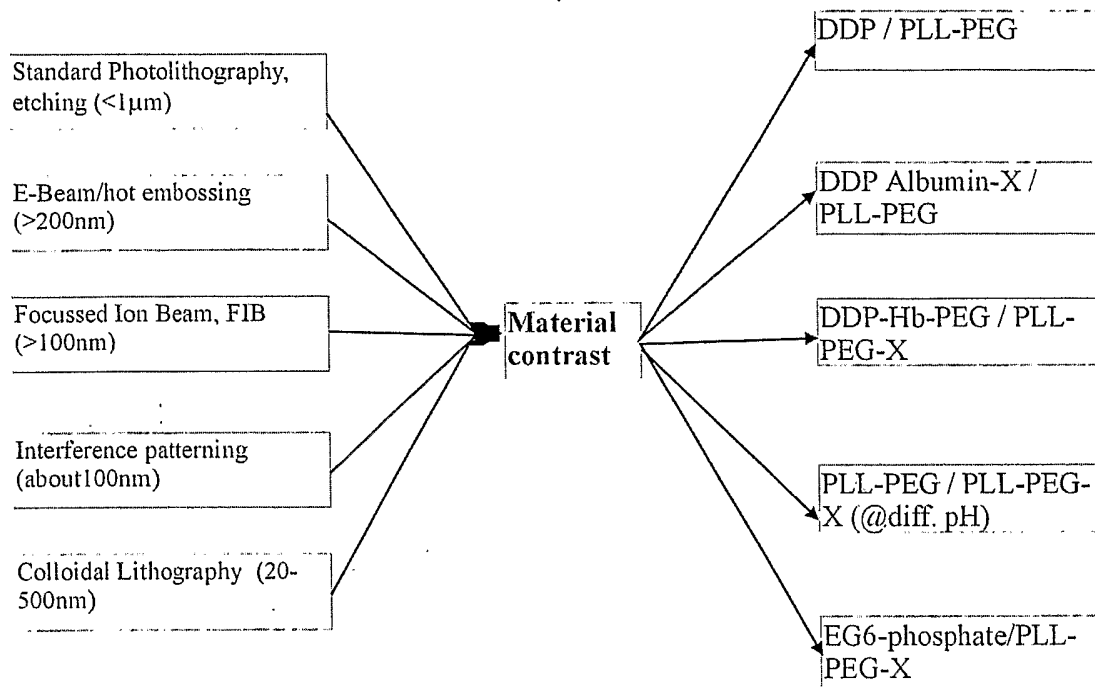 Standard Photolithography,
etching (<1μm)
E-Beam/hot embossing
(>200nm)
Focussed Ion Beam, FIB
(>100nm)
Interference patterning
(about100nm)
Colloidal Lithography (20-
500nm)
Material
contrast
DDP / PLL-PEG
DDP Albumin-X /
PLL-PEG
DDP-Hb-PEG / PLL-
PEG-X
PLL-PEG / PLL-PEG-
X (@diff. pH)
EG6-phosphate/PLL-
PEG-X